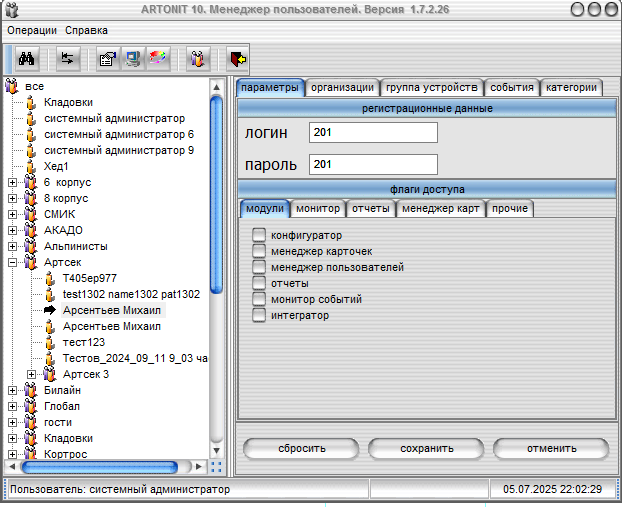 ARTONIT 10. Менеджер пользователей. Версия 1.7.2.26
Операции Справка
все
Кладовки
системный администратор
системный администратор 6
системный администратор 9
Хед1
6 корпус
8 корпус
СМИК
АКАДО
Альпинисты
Артсек
Т405ер977
test1302 name1302 pat1302
Арсентьев Михаил
Арсентьев Михаил
тест123
Тестов_2024_09_11 9_03 ча
Артсек 3
Билайн
Глобал
гости
Кладовки
Кортрос
параметры организации группа устройств события категории
регистрационные данные
логин 201
пароль 201
флаги доступа
модули монитор отчеты менеджер карт прочие
конфигуратор
менеджер карточек
менеджер пользователей
отчеты
монитор событий
интегратор
сбросить сохранить отменить
Пользователь: системный администратор 05.07.2025 22:02:29